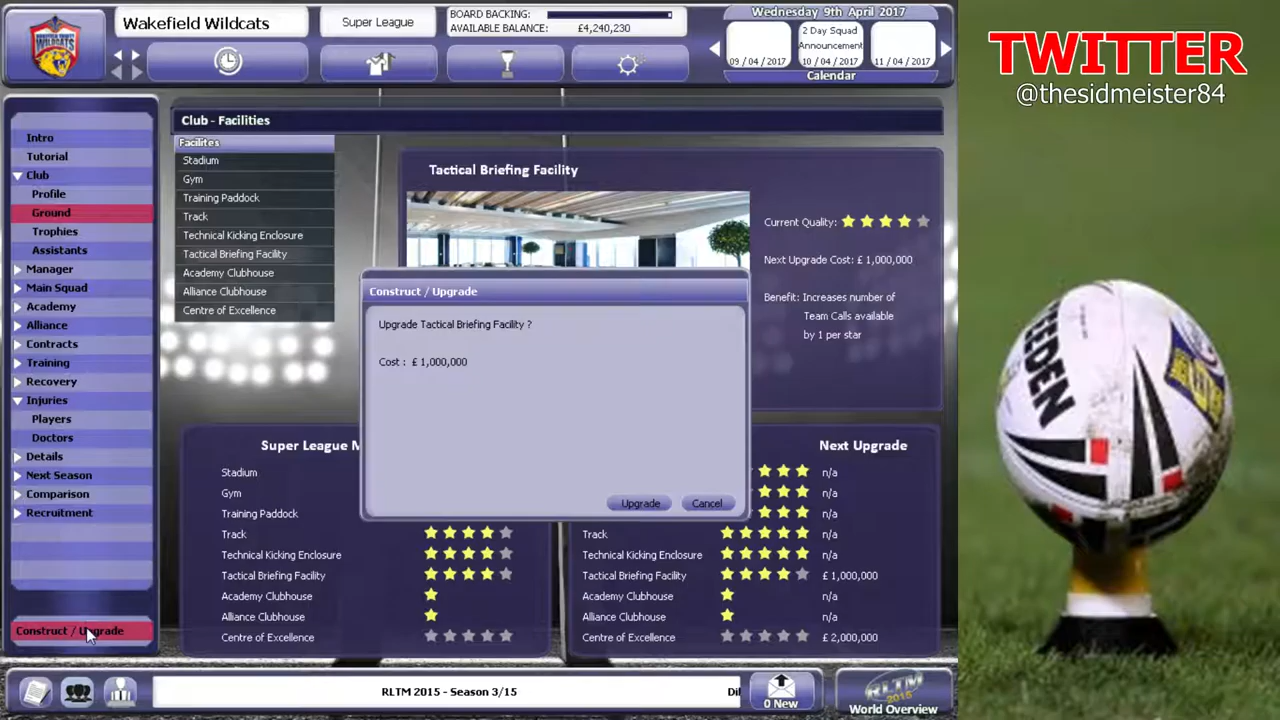 Wakefield Wildcats
Super League
BOARD BACKING:
AVAILABLE BALANCE: £4,240,230
Wednesday 9th April 2017
2 Day Squad
Announcement
09 / 04 / 2017
10 / 04 / 2017
11 / 04 / 2017
Calendar
TWITTER
@thesidmeister84
WILDCATS
Intro
Tutorial
Club
Profile
Ground
Trophies
Assistants
Manager
Main Squad
Academy
Alliance
Contracts
Training
Recovery
Injuries
Players
Doctors
Details
Next Season
Comparison
Recruitment
Construct / Upgrade
Club - Facilities
Facilites
Stadium
Gym
Training Paddock
Track
Technical Kicking Enclosure
Tactical Briefing Facility
Academy Clubhouse
Alliance Clubhouse
Centre of Excellence
Tactical Briefing Facility
Current Quality:
Next Upgrade Cost: £ 1,000,000
Benefit: Increases number of
Team Calls available
by 1 per star
Construct / Upgrade
Upgrade Tactical Briefing Facility ?
Cost : £ 1,000,000
Upgrade
Cancel
Super League M
Stadium
Gym
Training Paddock
Track
Technical Kicking Enclosure
Tactical Briefing Facility
Academy Clubhouse
Alliance Clubhouse
Centre of Excellence
Next Upgrade
n/a
n/a
n/a
Track n/a
Technical Kicking Enclosure n/a
Tactical Briefing Facility £ 1,000,000
Academy Clubhouse n/a
Alliance Clubhouse n/a
Centre of Excellence £ 2,000,000
RLTM 2015 - Season 3/15
0 New
RLTM
2015
World Overview
STEEDEN